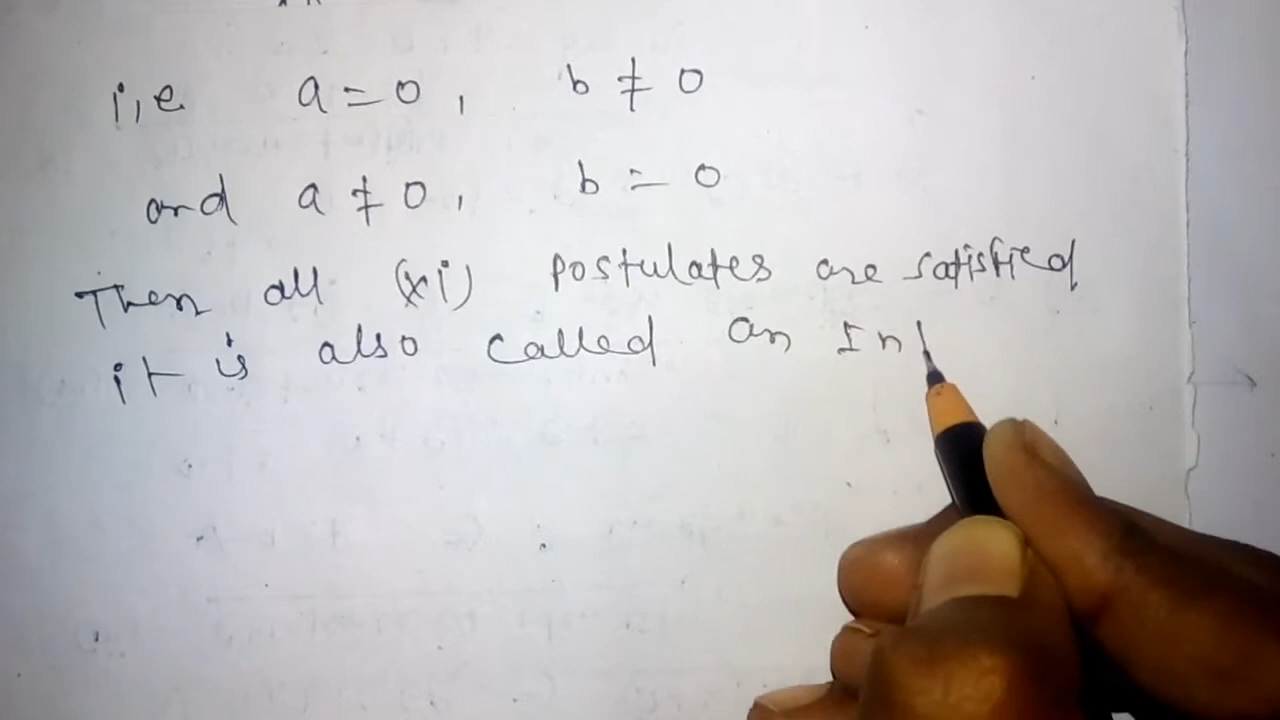 i,e a = 0, b ≠ 0
and a ≠ 0, b = 0
Then all (xi) postulates are satisfied
it is also called an In